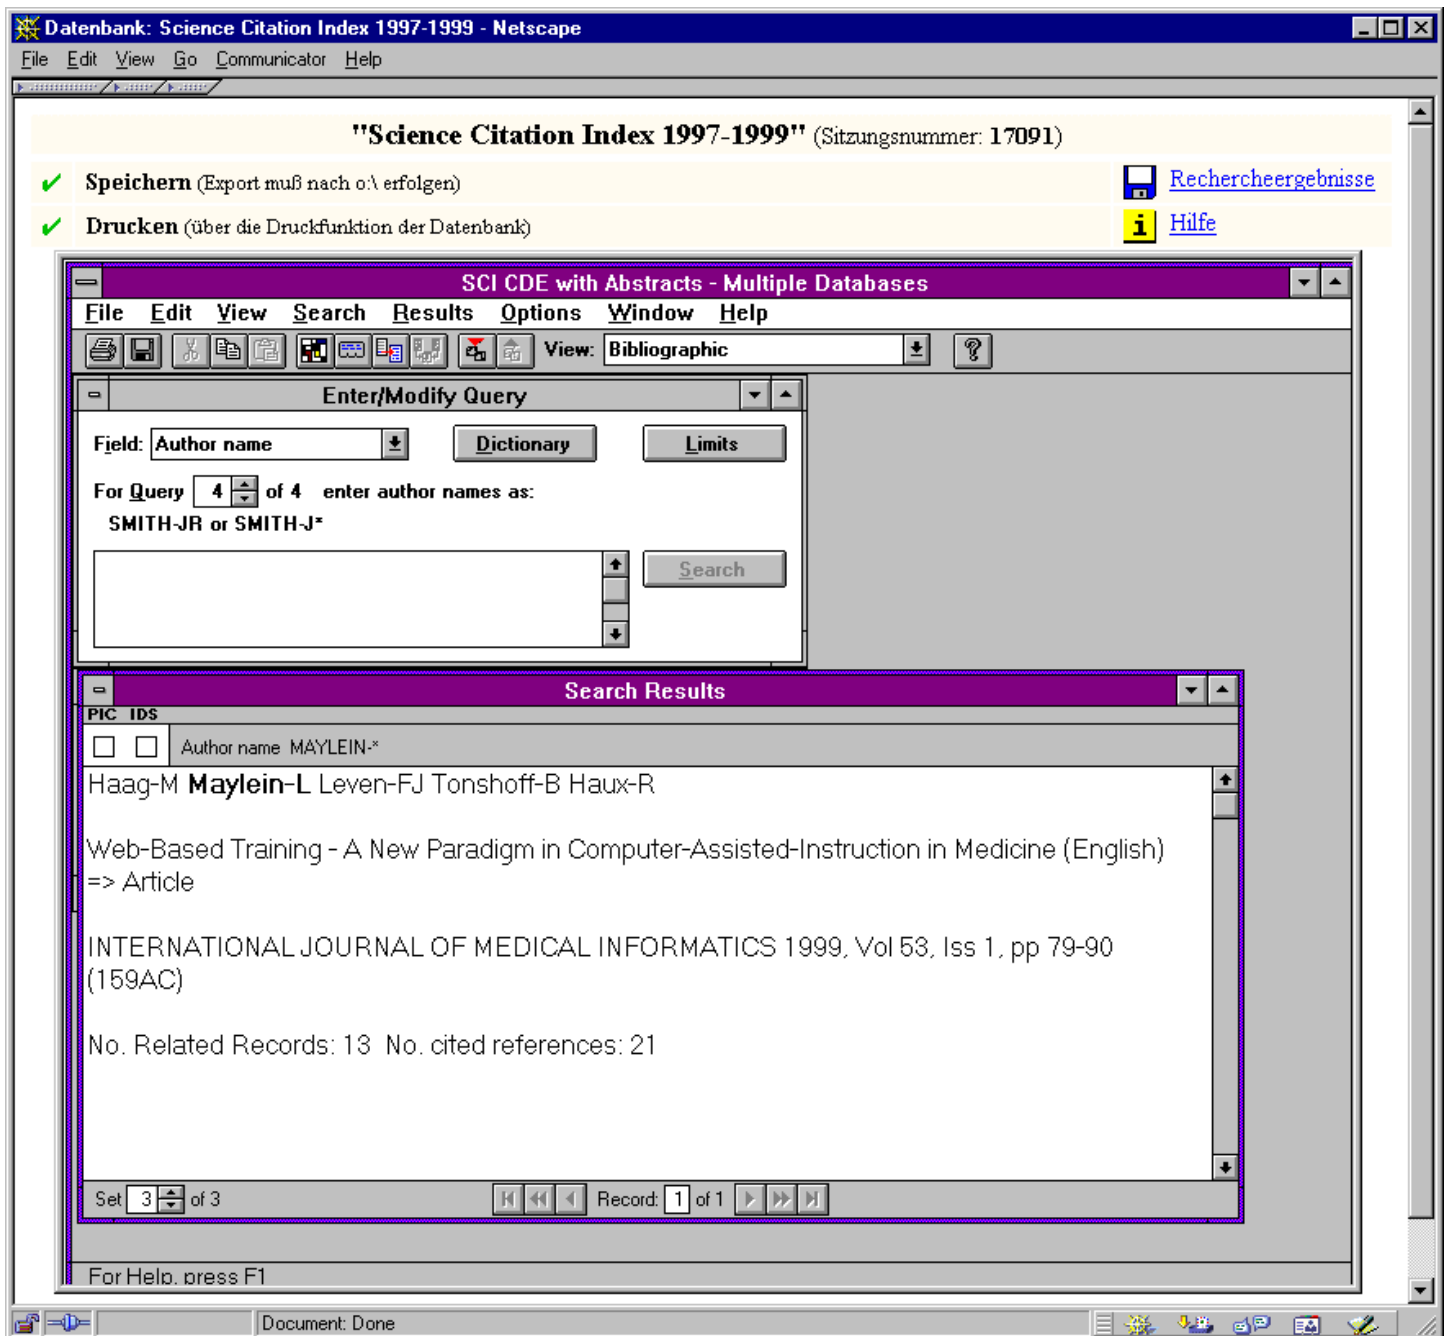 Datenbank: Science Citation Index 1997-1999 - Netscape
File Edit View Go Communicator Help
"Science Citation Index 1997-1999" (Sitzungsnummer: 17091)
Speichern (Export muß nach o:\ erfolgen)
Rechercheergebnisse
Drucken (über die Druckfunktion der Datenbank)
Hilfe
SCI CDE with Abstracts - Multiple Databases
File Edit View Search Results Options Window Help
View: Bibliographic
Enter/Modify Query
Field: Author name Dictionary Limits
For Query 4 of 4 enter author names as:
SMITH-JR or SMITH-J*
Search
Search Results
PIC IDS
Author name MAYLEIN-*
Haag-M Maylein-L Leven-FJ Tonshoff-B Haux-R
Web-Based Training - A New Paradigm in Computer-Assisted-Instruction in Medicine (English)
=> Article
INTERNATIONAL JOURNAL OF MEDICAL INFORMATICS 1999, Vol 53, Iss 1, pp 79-90
(159AC)
No. Related Records: 13 No. cited references: 21
Set 3 of 3 Record: 1 of 1
For Help, press F1
Document: Done